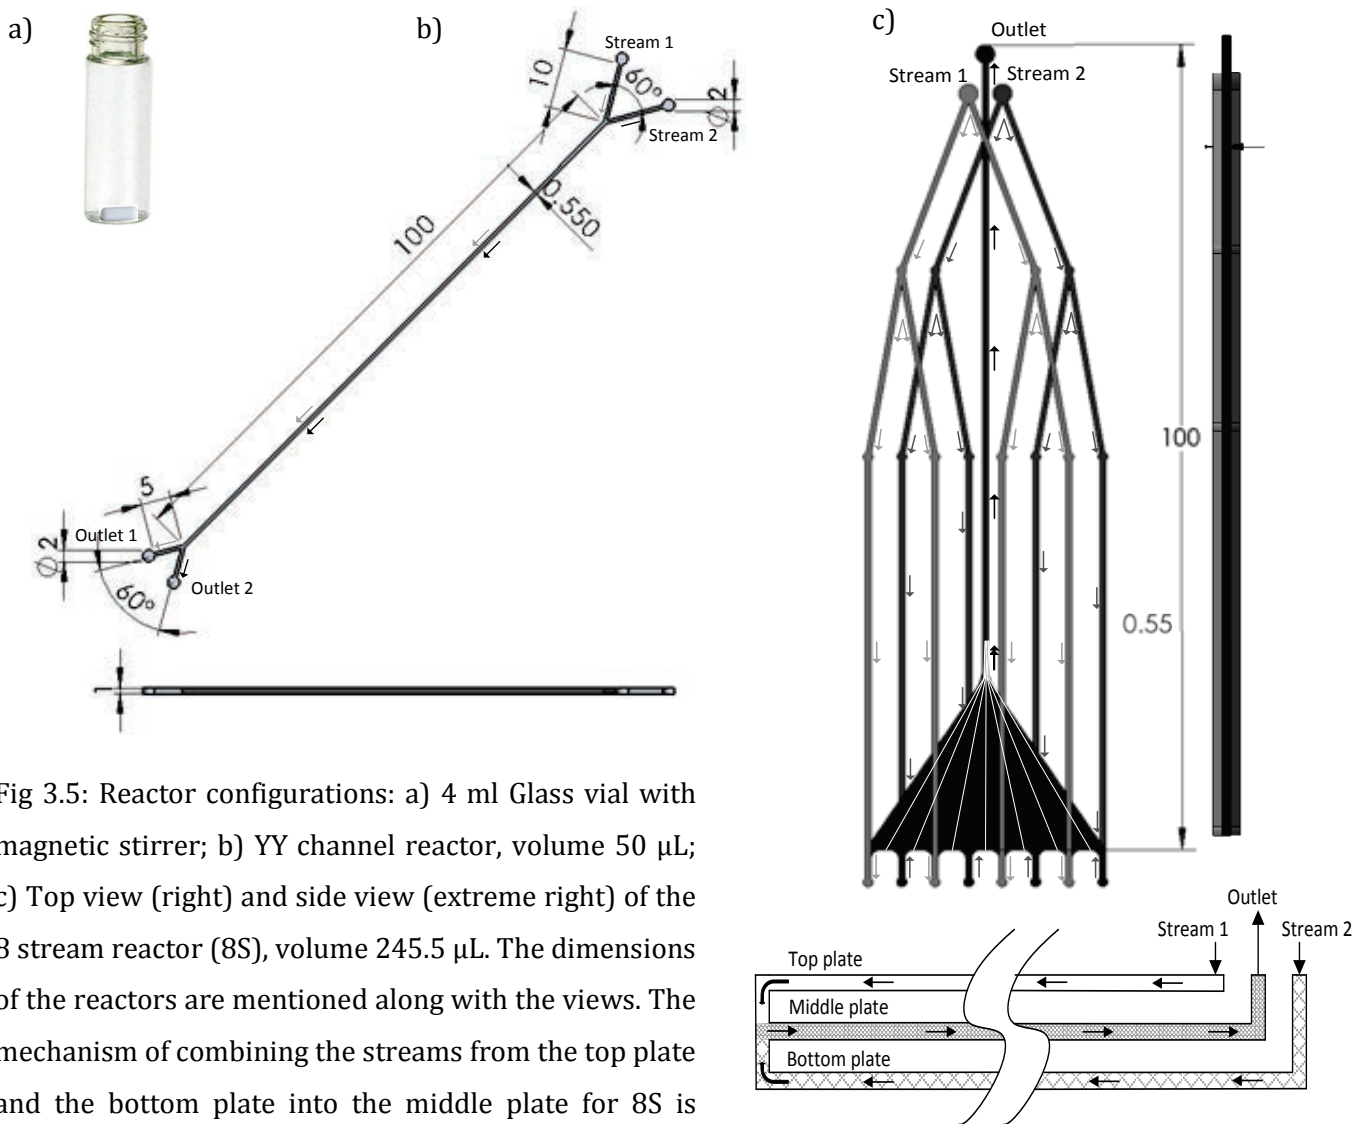 a)
b)
Stream 1
10
60°
2
∅
Stream 2
0.550
100
5
Outlet 1
2
∅
60°
Outlet 2
1
c)
Outlet
Stream 1
Stream 2
100
0.55
Fig 3.5: Reactor configurations: a) 4 ml Glass vial with
magnetic stirrer; b) YY channel reactor, volume 50 μL;
c) Top view (right) and side view (extreme right) of the
8 stream reactor (8S), volume 245.5 μL. The dimensions
of the reactors are mentioned along with the views. The
mechanism of combining the streams from the top plate
and the bottom plate into the middle plate for 8S is
Outlet
Stream 1
Stream 2
Top plate
Middle plate
Bottom plate